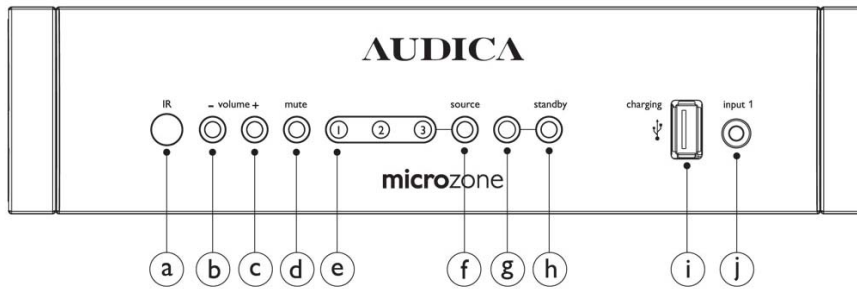 AUDICA
IR - volume + mute source standby charging input 1
1 2 3
microzone
a b c d e f g h i j